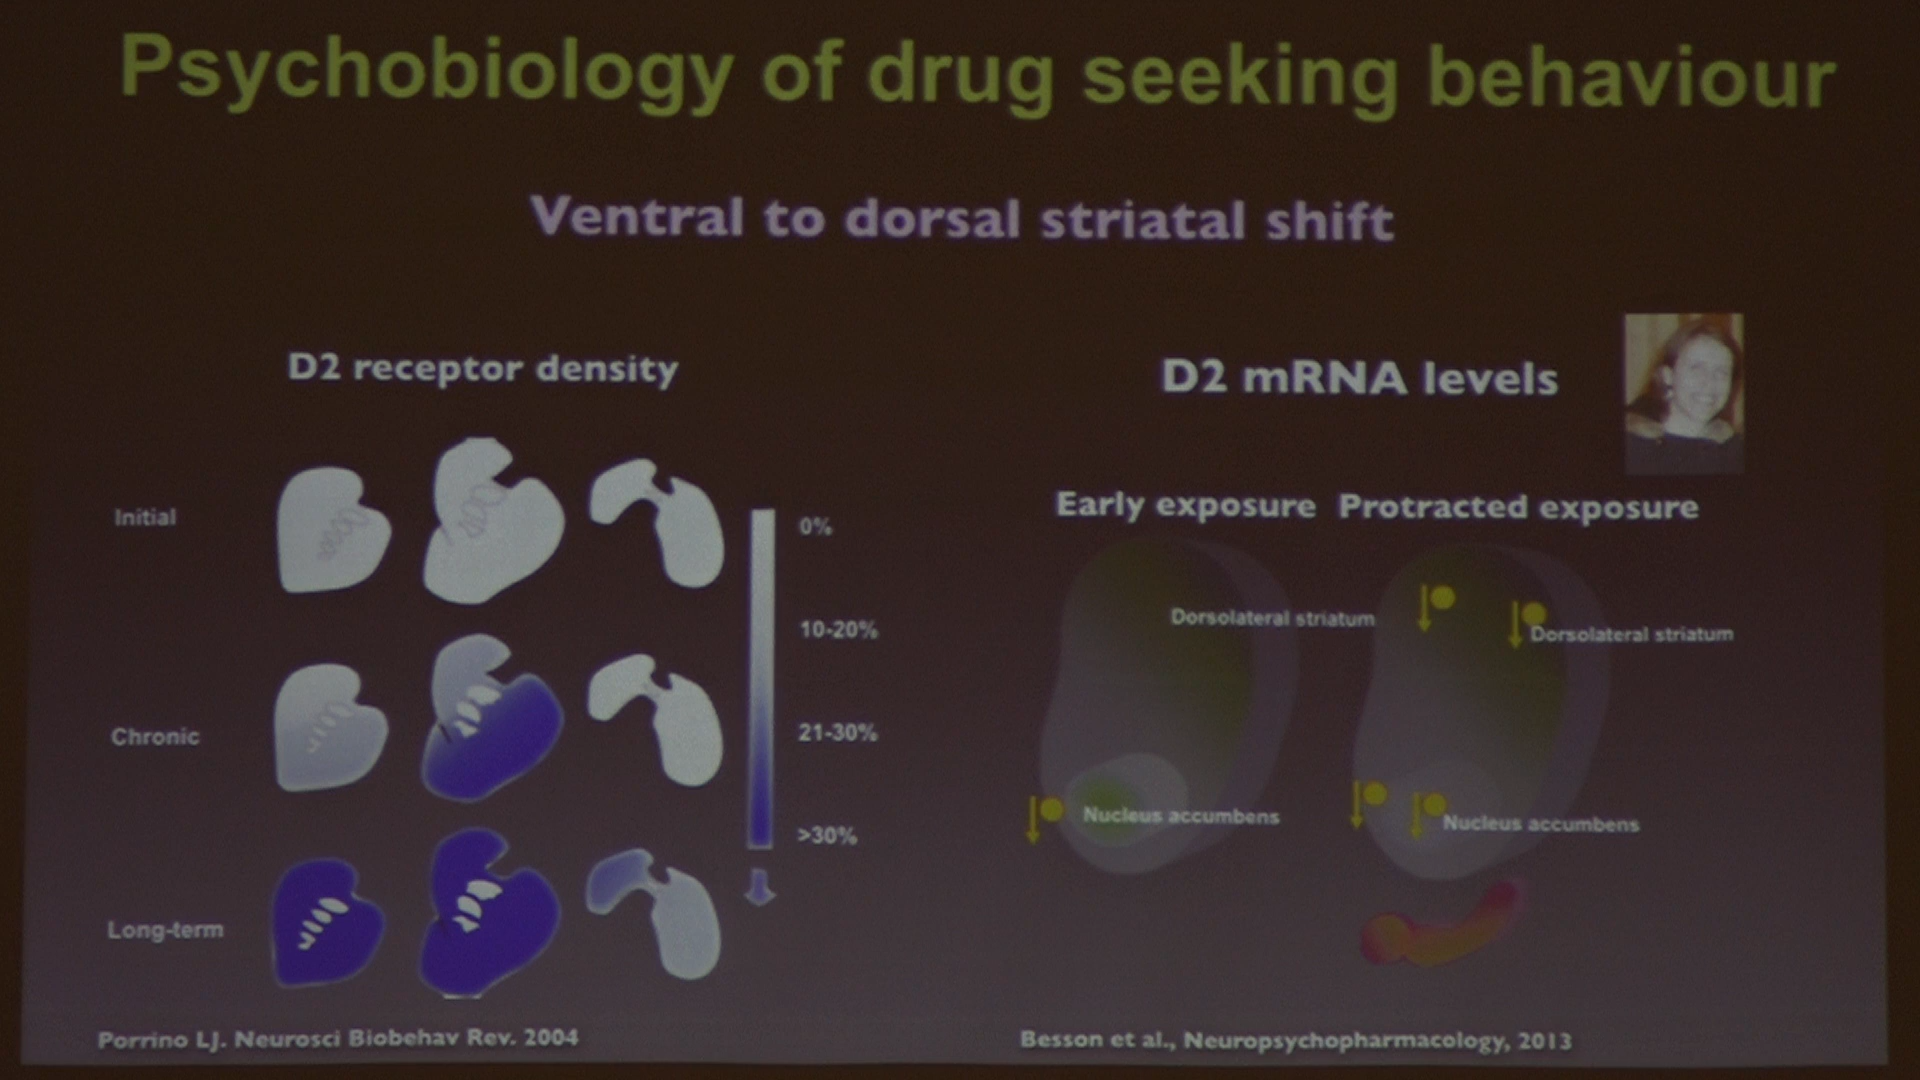 Psychobiology of drug seeking behaviour
Ventral to dorsal striatal shift
D2 receptor density
Initial
Chronic
Long-term
0%
10-20%
21-30%
>30%
Porrino LJ. Neurosci Biobehav Rev. 2004
D2 mRNA levels
Early exposure
Protracted exposure
Dorsolateral striatum
Dorsolateral striatum
Nucleus accumbens
Nucleus accumbens
Besson et al., Neuropsychopharmacology, 2013